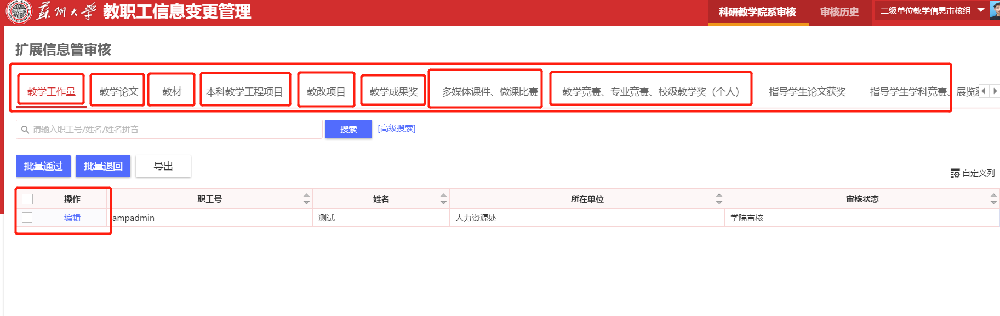 蘇州大學 教职工信息变更管理 科研教学院系审核 审核历史 二级单位教学信息审核组
扩展信息管审核
教学工作量 教学论文 教材 本科教学工程项目 教改项目 教学成果奖 多媒体课件、微课比赛 教学竞赛、专业竞赛、校级教学奖（个人） 指导学生论文获奖 指导学生学科竞赛、展览
请输入职工号/姓名/姓名拼音 搜索 [高级搜索]
批量通过 批量退回 导出
自定义列
操作 职工号 姓名 所在单位 审核状态
编辑 ampadmin 测试 人力资源处 学院审核